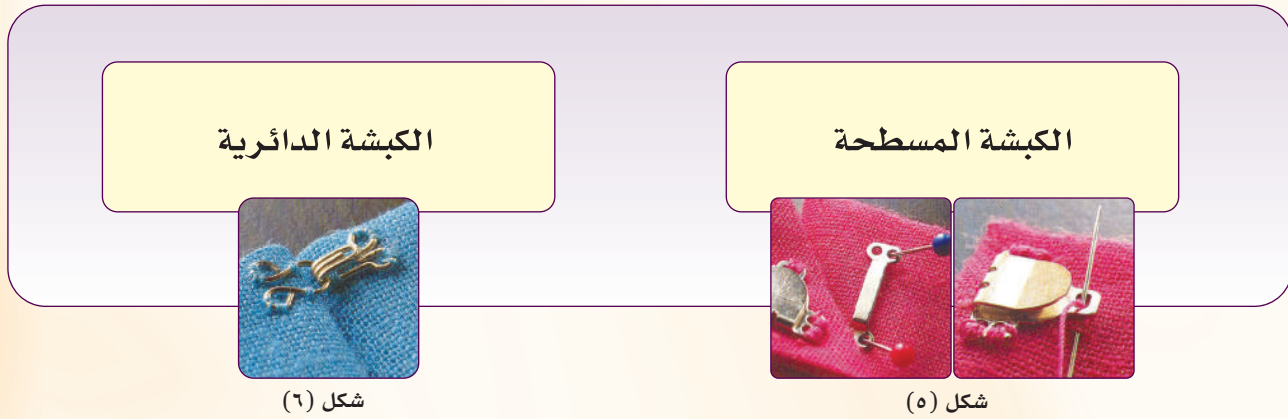 الكبشة المسطحة
الكبشة الدائرية
شكل (٥)
شكل (٦)